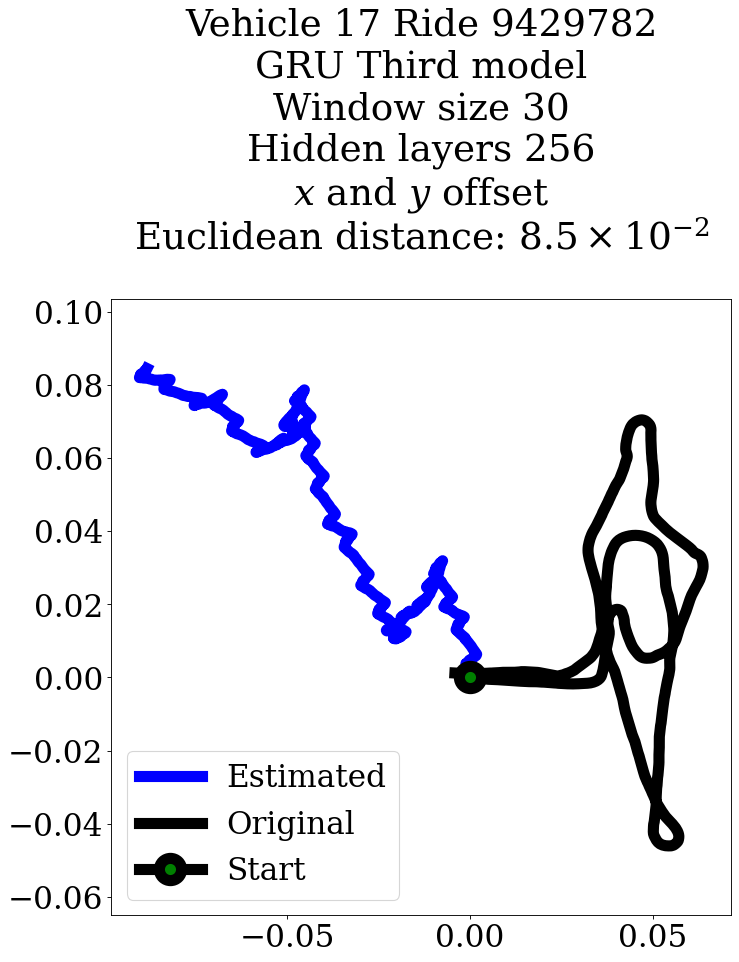 Vehicle 17 Ride 9429782
GRU Third model
Window size 30
Hidden layers 256
x and y offset
Euclidean distance: 8.5 × 10⁻²
0.10
0.08
0.06
0.04
0.02
0.00
−0.02
−0.04
−0.06
Estimated
Original
Start
−0.05 0.00 0.05